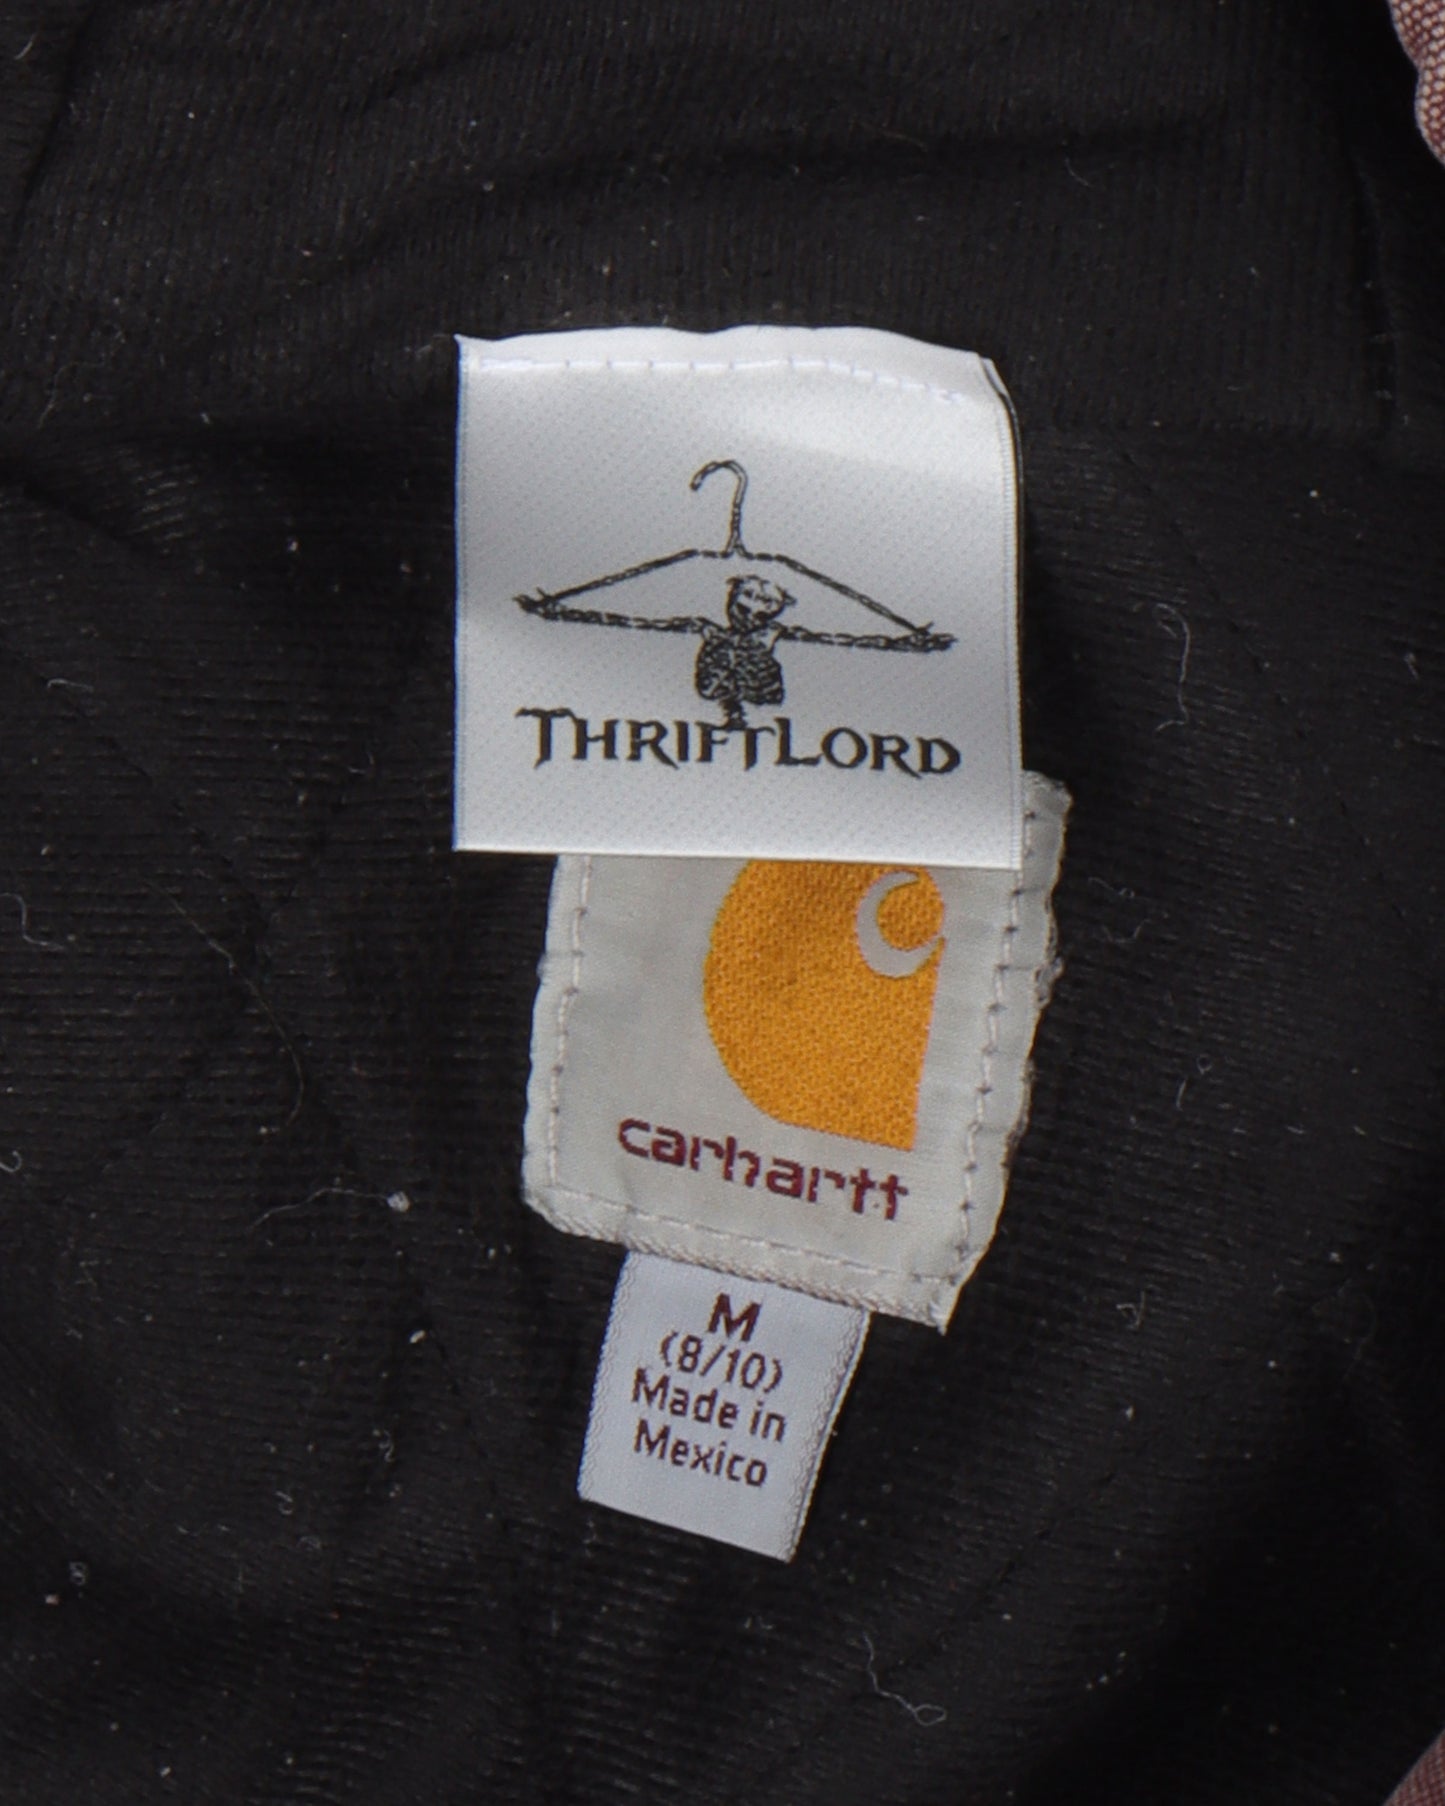 THRIFTLORD
carhartt
M
(8/10)
Made in
Mexico